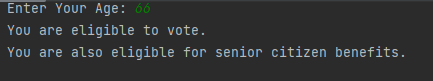 Enter Your Age: 66
You are eligible to vote.
You are also eligible for senior citizen benefits.